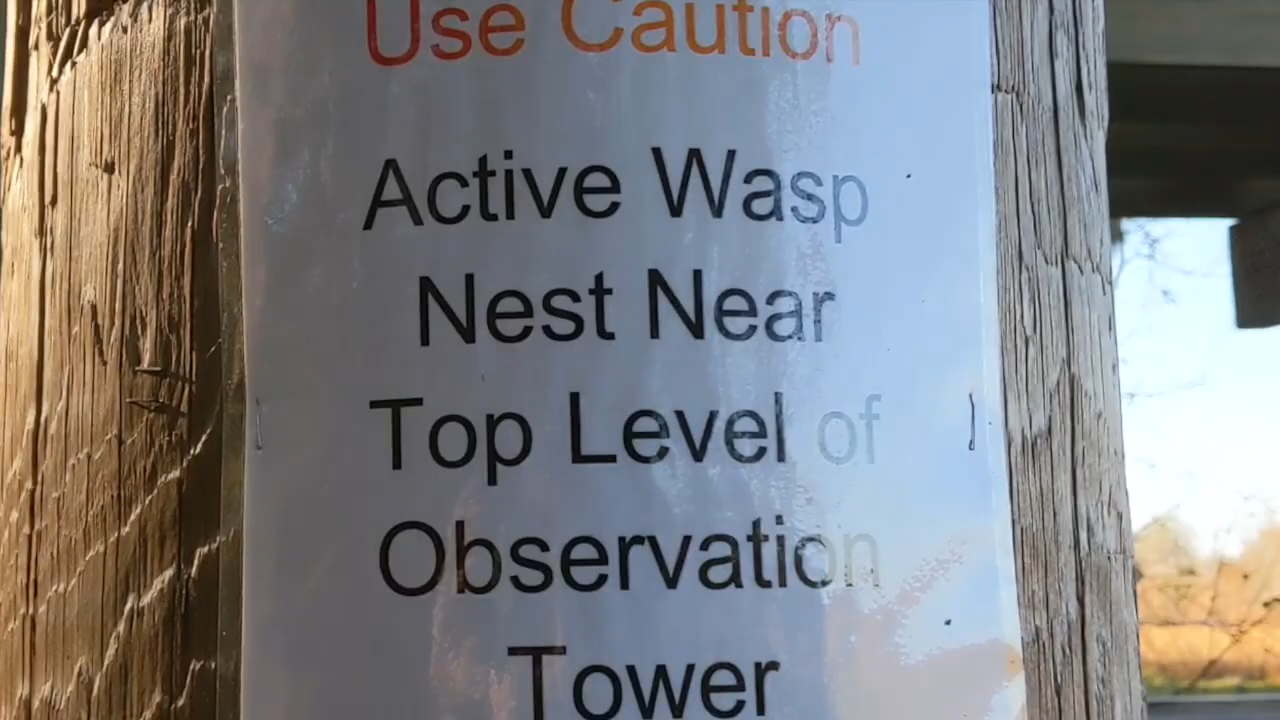 Use Caution
Active Wasp
Nest Near
Top Level of
Observation
Tower